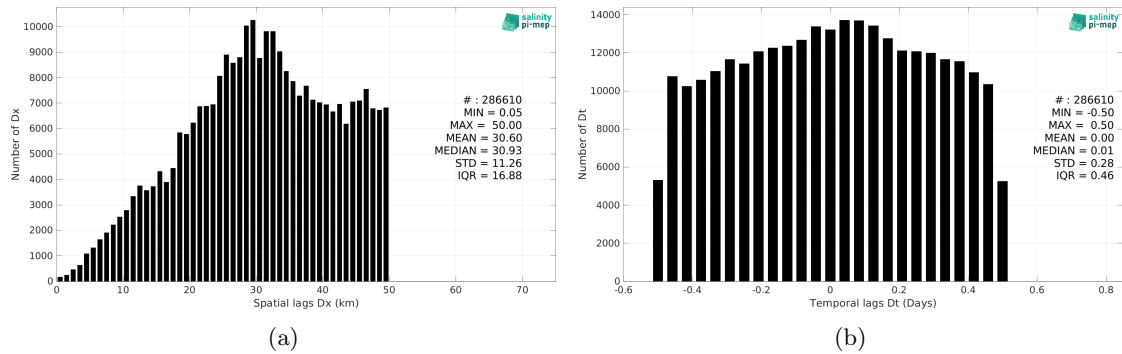 10000
9000
8000
7000
6000
5000
4000
3000
2000
1000
0
Number of Dx
0 10 20 30 40 50 60 70
Spatial lags Dx (km)
salinity
pi-mep
# : 286610
MIN = 0.05
MAX = 50.00
MEAN = 30.60
MEDIAN = 30.93
STD = 11.26
IQR = 16.88
(a)
14000
12000
10000
8000
6000
4000
2000
0
Number of Dt
-0.6 -0.4 -0.2 0 0.2 0.4 0.6 0.8
Temporal lags Dt (Days)
salinity
pi-mep
# : 286610
MIN = -0.50
MAX = 0.50
MEAN = 0.00
MEDIAN = 0.01
STD = 0.28
IQR = 0.46
(b)